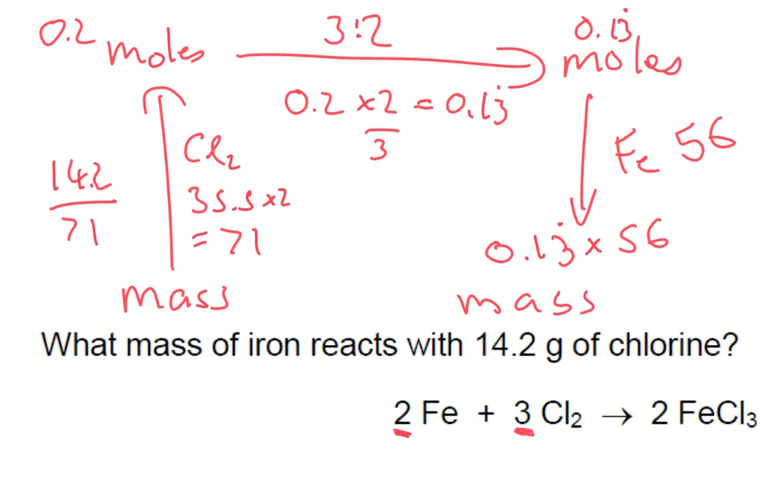 0.2 moles
3:2
0.13̇ moles
0.2 × 2/3 = 0.13̇
14.2/71
Cl₂
35.5 × 2
= 71
Fe 56
0.13̇ × 56
mass
mass
What mass of iron reacts with 14.2 g of chlorine?
2 Fe + 3 Cl₂ → 2 FeCl₃